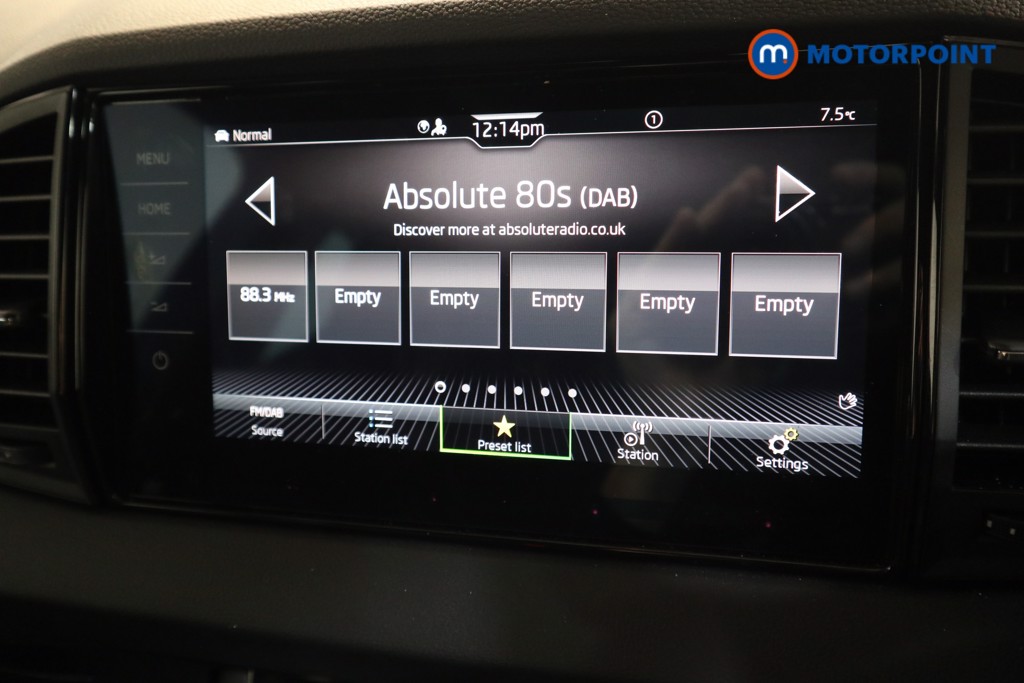 m MOTORPOINT
Normal
12:14pm
1
7.5°C
MENU
HOME
Absolute 80s (DAB)
Discover more at absoluteradio.co.uk
88.3 MHz
Empty
Empty
Empty
Empty
Empty
FM/DAB
Source
Station list
Preset list
Station
Settings